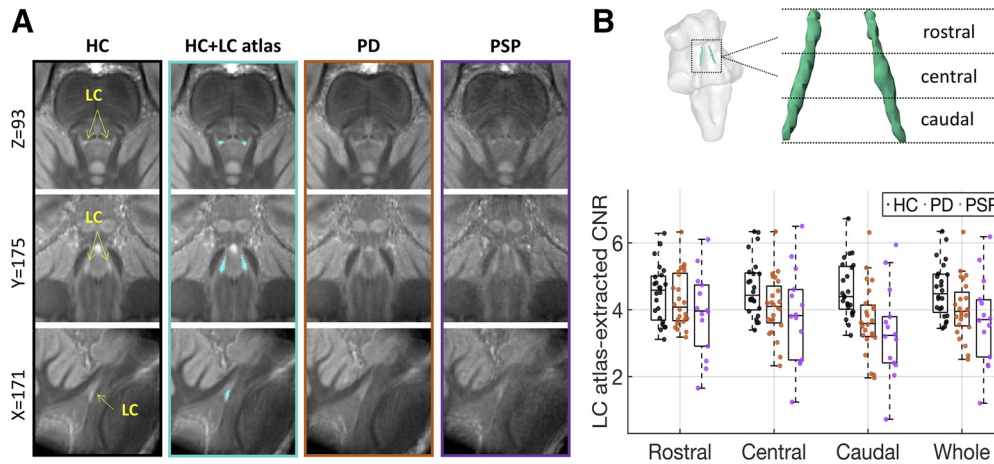 A
HC
HC+LC atlas
PD
PSP
Z=93
LC
Y=175
LC
X=171
LC
B
rostral
central
caudal
LC atlas-extracted CNR
HC PD PSP
6
4
2
Rostral
Central
Caudal
Whole